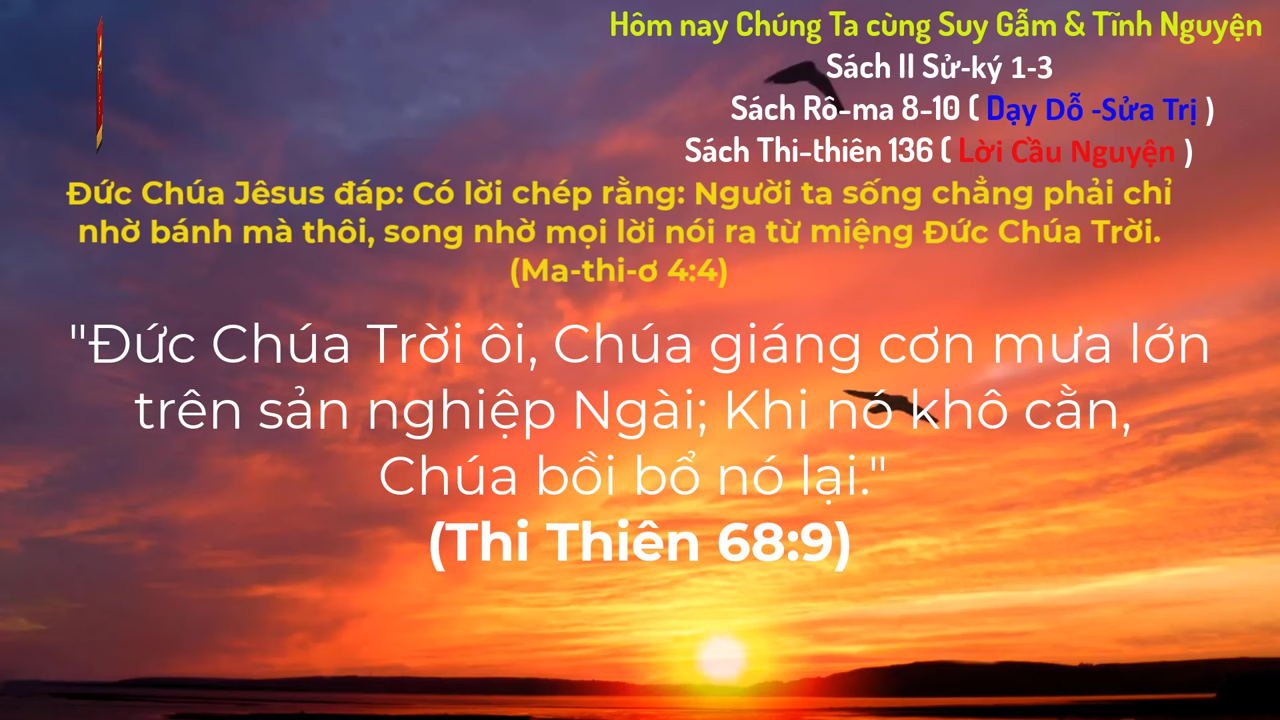 Hôm nay Chúng Ta cùng Suy Gẫm & Tĩnh Nguyện
Sách II Sử-ký 1-3
Sách Rô-ma 8-10 ( Dạy Dỗ -Sửa Trị )
Sách Thi-thiên 136 ( Lời Cầu Nguyện )
Đức Chúa Jêsus đáp: Có lời chép rằng: Người ta sống chẳng phải chỉ
nhờ bánh mà thôi, song nhờ mọi lời nói ra từ miệng Đức Chúa Trời.
(Ma-thi-ơ 4:4)
"Đức Chúa Trời ôi, Chúa giáng cơn mưa lớn
trên sản nghiệp Ngài; Khi nó khô cằn,
Chúa bồi bổ nó lại."
(Thi Thiên 68:9)